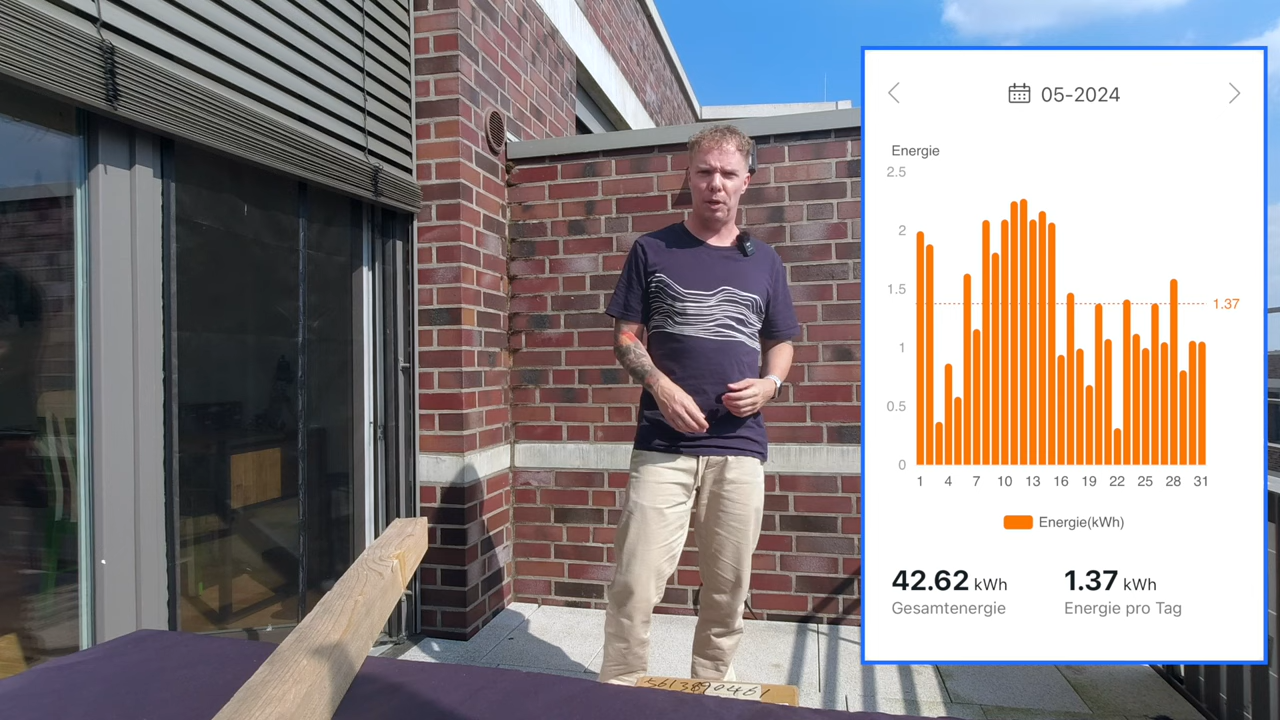 05-2024
Energie
2.5
2
1.5
1.37
1
0.5
0
1 4 7 10 13 16 19 22 25 28 31
Energie(kWh)
42.62 kWh 1.37 kWh
Gesamtenergie Energie pro Tag